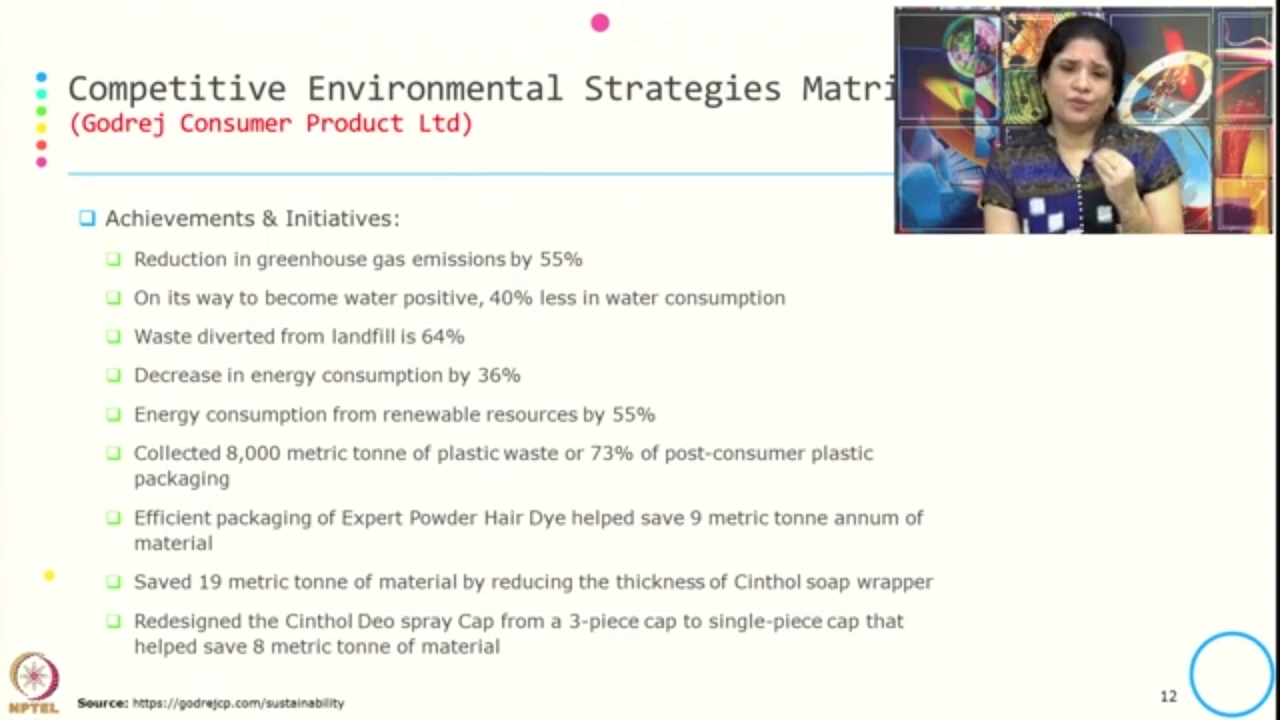 Competitive Environmental Strategies Matri
(Godrej Consumer Product Ltd)
Achievements & Initiatives:
Reduction in greenhouse gas emissions by 55%
On its way to become water positive, 40% less in water consumption
Waste diverted from landfill is 64%
Decrease in energy consumption by 36%
Energy consumption from renewable resources by 55%
Collected 8,000 metric tonne of plastic waste or 73% of post-consumer plastic
packaging
Efficient packaging of Expert Powder Hair Dye helped save 9 metric tonne annum of
material
Saved 19 metric tonne of material by reducing the thickness of Cinthol soap wrapper
Redesigned the Cinthol Deo spray Cap from a 3-piece cap to single-piece cap that
helped save 8 metric tonne of material
NPTEL
Source: https://godrejcp.com/sustainability
12